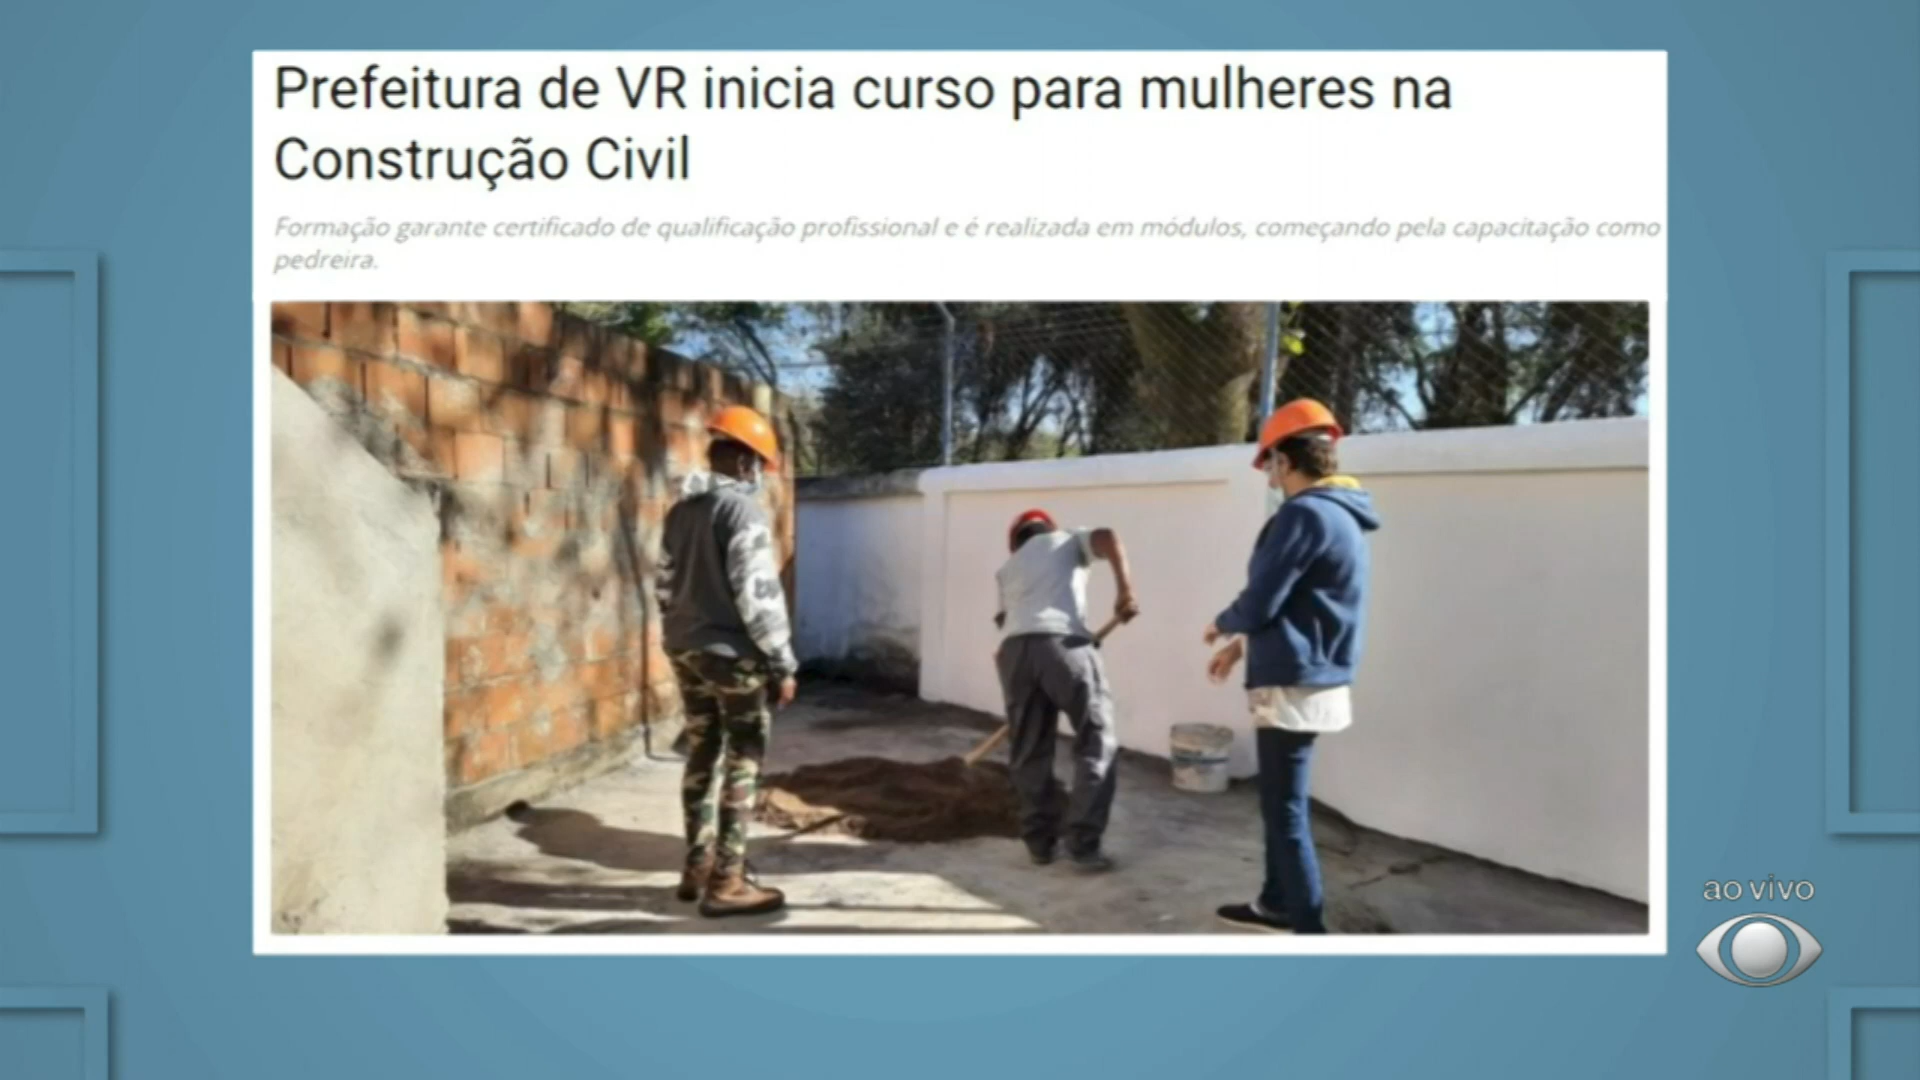 Prefeitura de VR inicia curso para mulheres na
Construção Civil
Formação garante certificado de qualificação profissional e é realizada em módulos, começando pela capacitação como
pedreira.
ao vivo